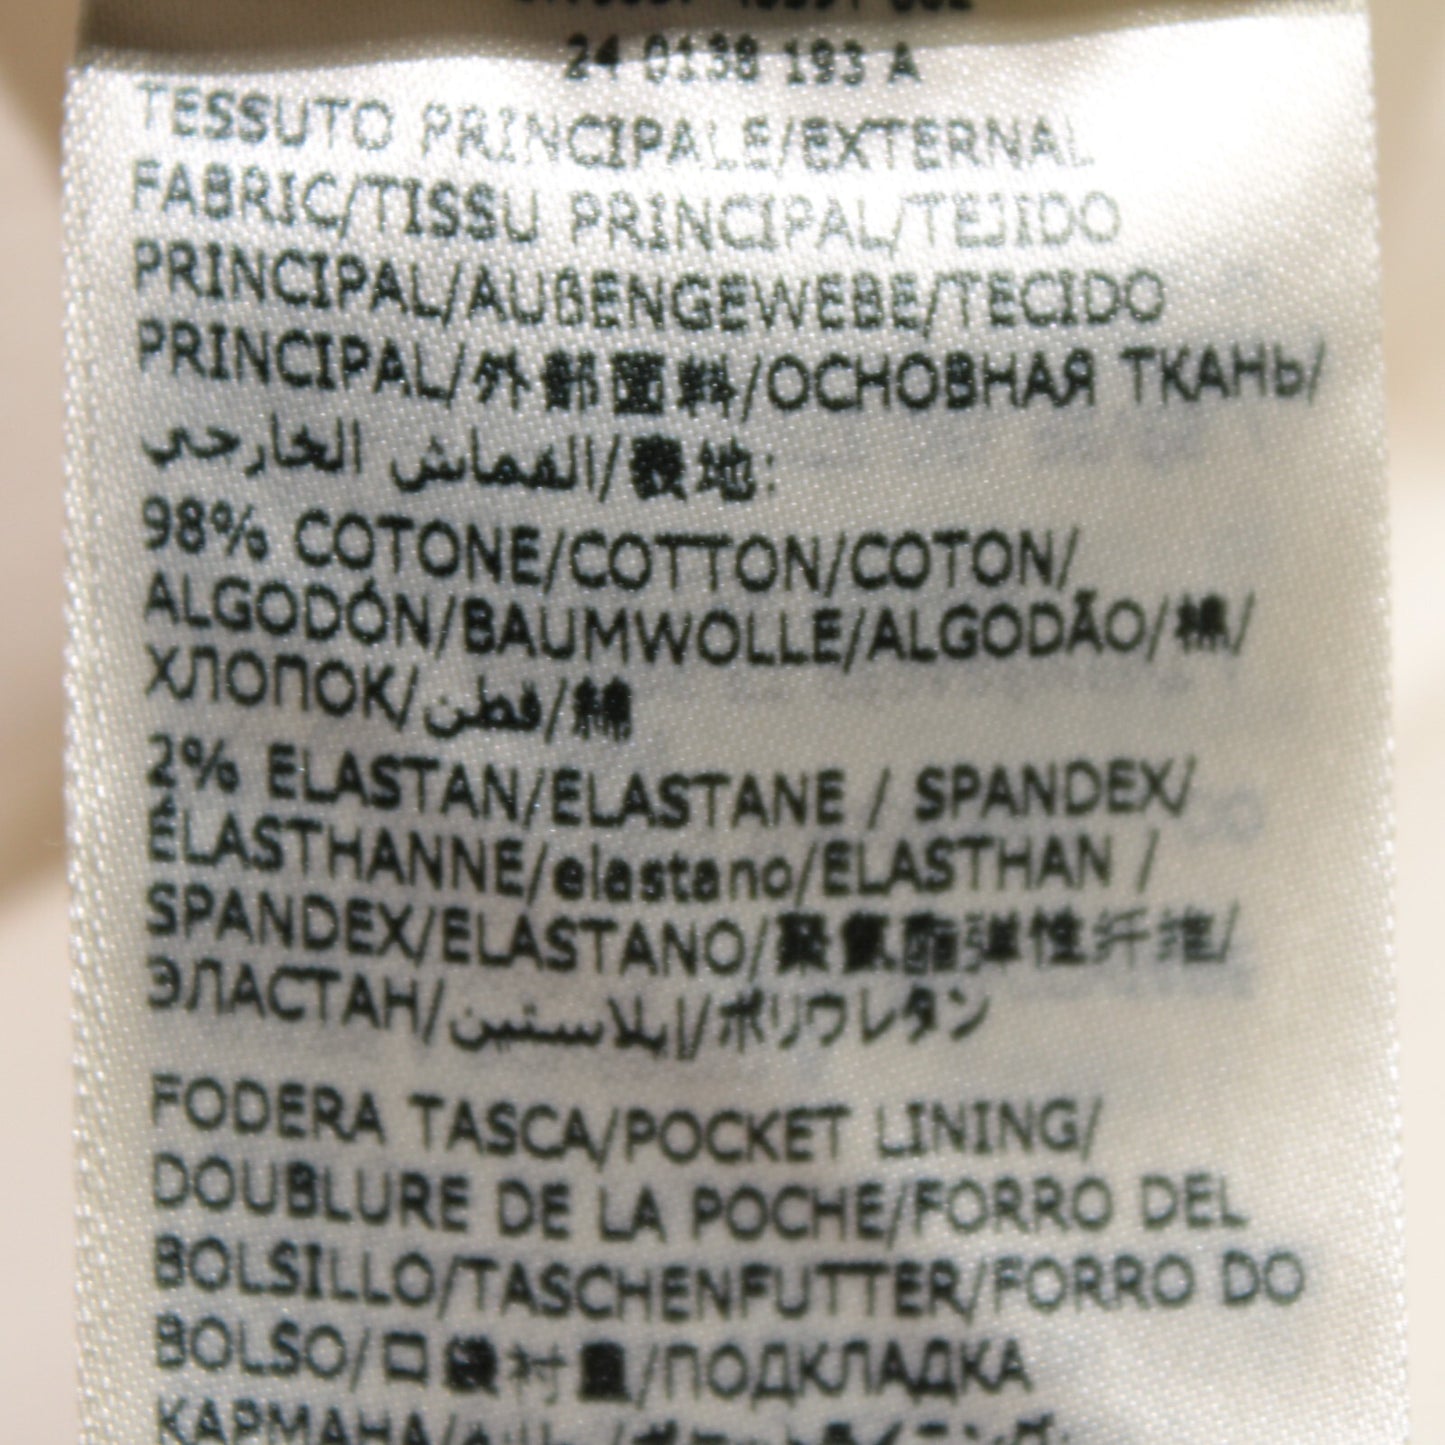 24 0138 193 A
TESSUTO PRINCIPALE/EXTERNAL
FABRIC/TISSU PRINCIPAL/TEJIDO
PRINCIPAL/AUßENGEWEBE/TECIDO
PRINCIPAL/外部面料/ОСНОВНАЯ ТКАНЬ/
القماش الخارجي/表地:
98% COTONE/COTTON/COTON/
ALGODÓN/BAUMWOLLE/ALGODÃO/棉/
ХЛОПОК/قطن/綿
2% ELASTAN/ELASTANE / SPANDEX/
ÉLASTHANNE/elastano/ELASTHAN /
SPANDEX/ELASTANO/聚氨酯弹性纤维/
ЭЛАСТАН/إيلاستين/ポリウレタン
FODERA TASCA/POCKET LINING/
DOUBLURE DE LA POCHE/FORRO DEL
BOLSILLO/TASCHENFUTTER/FORRO DO
BOLSO/口袋衬里/ПОДКЛАДКА
КАРМАНА/